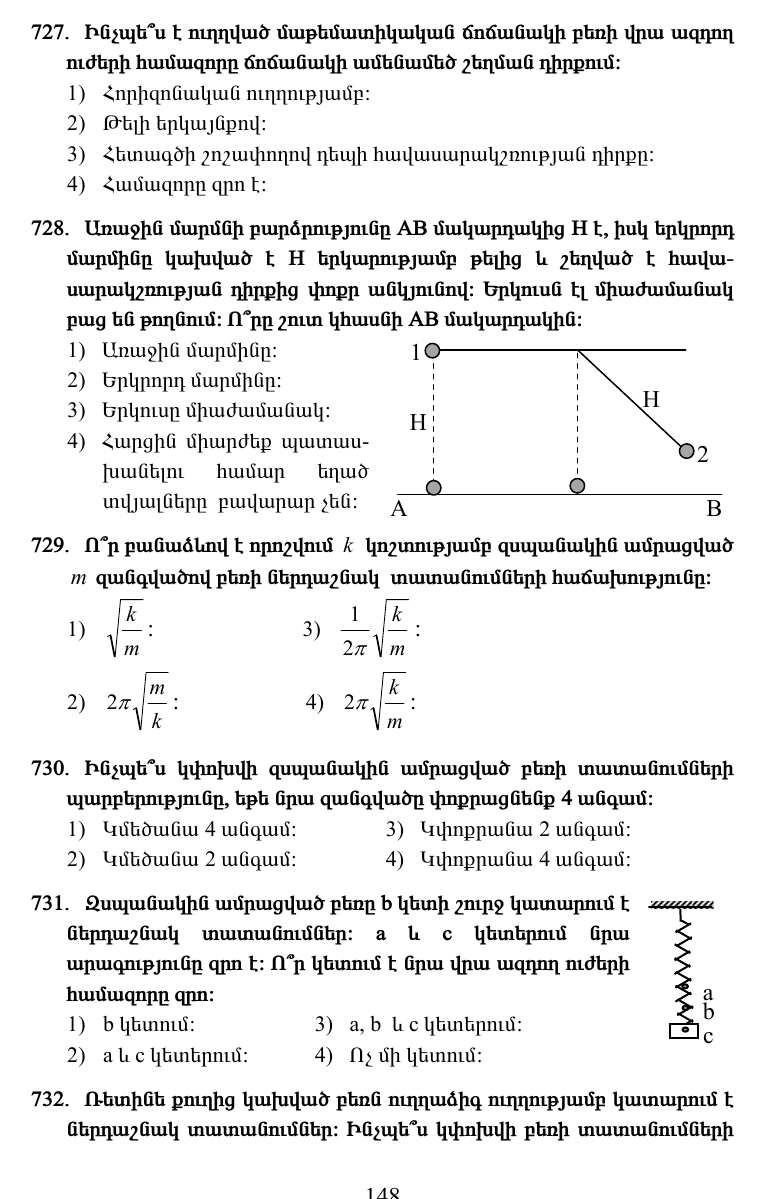 727. Ինչպե՞ս է ուղղված մաթեմատիկական ճոճանակի բեռի վրա ազդող
ուժերի համազորը ճոճանակի ամենամեծ շեղման դիրքում:
1) Հորիզոնական ուղղությամբ:
2) Թելի երկայնքով:
3) Հետագծի շոշափողով դեպի հավասարակշռության դիրքը:
4) Համազորը զրո է:
728. Առաջին մարմնի բարձրությունը AB մակարդակից H է, իսկ երկրորդ
մարմինը կախված է H երկարությամբ թելից և շեղված է հավա-
սարակշռության դիրքից փոքր անկյունով: Երկուսն էլ միաժամանակ
բաց են թողնում: Ո՞րը շուտ կհասնի AB մակարդակին:
1) Առաջին մարմինը:
2) Երկրորդ մարմինը:
3) Երկուսը միաժամանակ:
4) Հարցին միարժեք պատաս-
խանելու համար եղած
տվյալները բավարար չեն:
1
H
H
2
A B
729. Ո՞ր բանաձևով է որոշվում k կոշտությամբ զսպանակին ամրացված
m զանգվածով բեռի ներդաշնակ տատանումների հաճախությունը:
1) √(k/m) : 3) 1/(2π) √(k/m) :
2) 2π√(m/k) : 4) 2π√(k/m) :
730. Ինչպե՞ս կփոխվի զսպանակին ամրացված բեռի տատանումների
պարբերությունը, եթե նրա զանգվածը փոքրացնենք 4 անգամ:
1) Կմեծանա 4 անգամ: 3) Կփոքրանա 2 անգամ:
2) Կմեծանա 2 անգամ: 4) Կփոքրանա 4 անգամ:
731. Զսպանակին ամրացված բեռը b կետի շուրջ կատարում է
ներդաշնակ տատանումներ: a և c կետերում նրա
արագությունը զրո է: Ո՞ր կետում է նրա վրա ազդող ուժերի
համազորը զրո:
1) b կետում: 3) a, b և c կետերում:
2) a և c կետերում: 4) Ոչ մի կետում:
a
b
c
732. Ռետինե քուղից կախված բեռն ուղղաձիգ ուղղությամբ կատարում է
ներդաշնակ տատանումներ: Ինչպե՞ս կփոխվի բեռի տատանումների
148